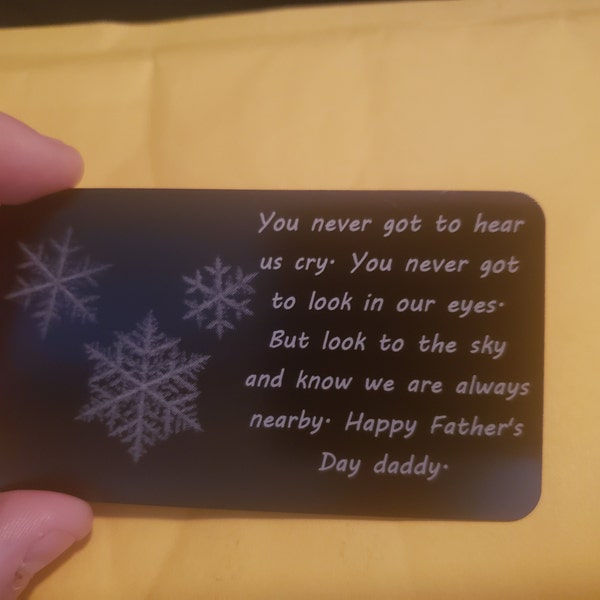 You never got to hear
us cry. You never got
to look in our eyes.
But look to the sky
and know we are always
nearby. Happy Father's
Day daddy.